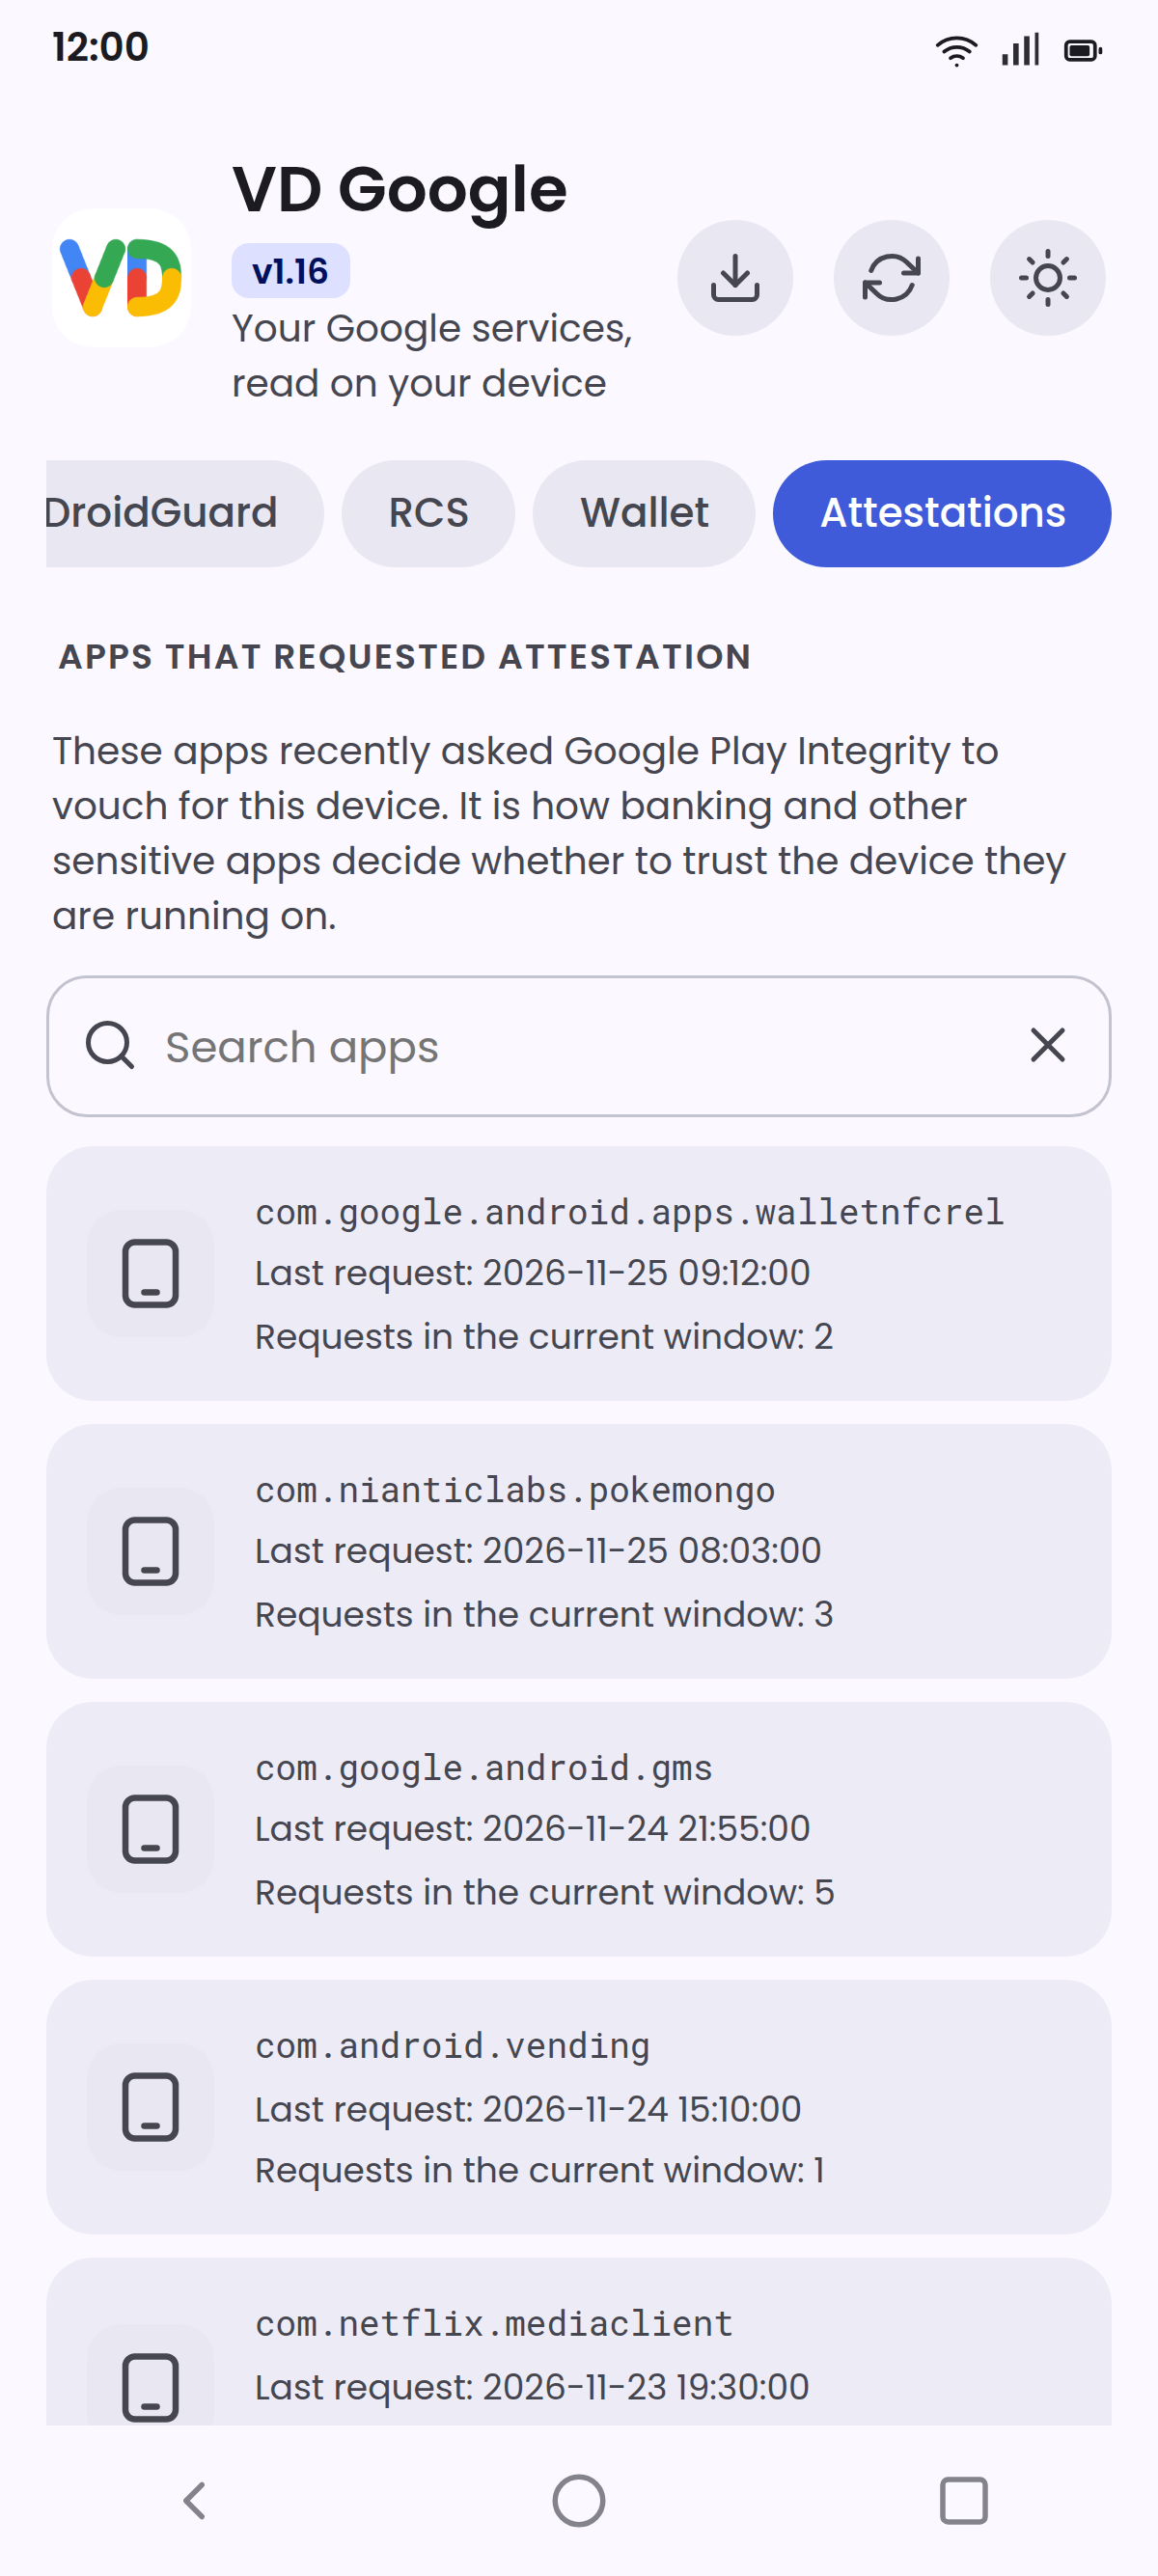 12:00
VD
VD Google
v1.16
Your Google services,
read on your device
DroidGuard
RCS
Wallet
Attestations
APPS THAT REQUESTED ATTESTATION
These apps recently asked Google Play Integrity to
vouch for this device. It is how banking and other
sensitive apps decide whether to trust the device they
are running on.
Search apps
com.google.android.apps.walletnfcrel
Last request: 2026-11-25 09:12:00
Requests in the current window: 2
com.nianticlabs.pokemongo
Last request: 2026-11-25 08:03:00
Requests in the current window: 3
com.google.android.gms
Last request: 2026-11-24 21:55:00
Requests in the current window: 5
com.android.vending
Last request: 2026-11-24 15:10:00
Requests in the current window: 1
com.netflix.mediaclient
Last request: 2026-11-23 19:30:00